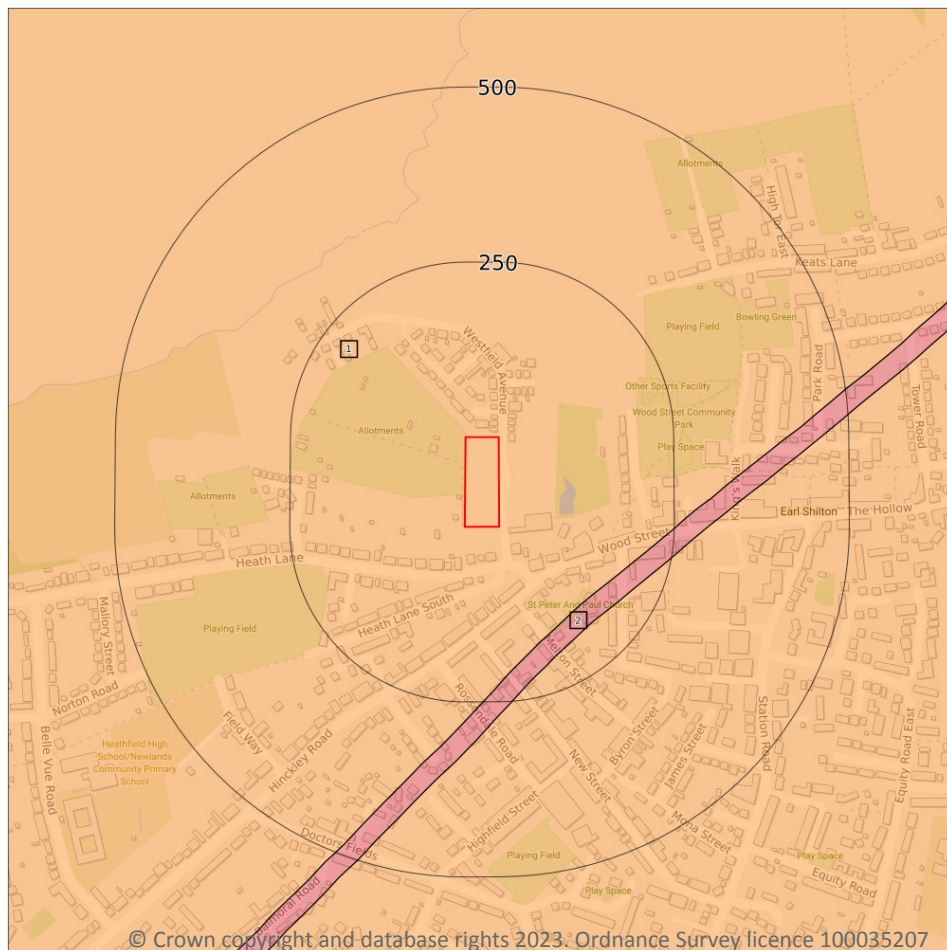 500
Allotments
High Tor East
Keats Lane
250
Bowling Green
Playing Field
1
Westfield Avenue
Park Road
Other Sports Facility
Tower Road
Wood Street Community
Park
Allotments
Play Space
King's Walk
Allotments
Earl Shilton
The Hollow
Wood Street
Heath Lane
St Peter And Paul Church
Mallory Street
Heath Lane South
2
Playing Field
Melton Street
Norton Road
Rossendale Road
Station Road
Field Way
Byron Street
Equity Road East
Belle Vue Road
Hinckley Road
New Street
James Street
Heathfield High
School/Newlands
Community Primary
School
Highfield Street
Mona Street
Doctors Fields
Playing Field
Play Space
Equity Road
Balmoral Road
Play Space
© Crown copyright and database rights 2023. Ordnance Survey licence 100035207